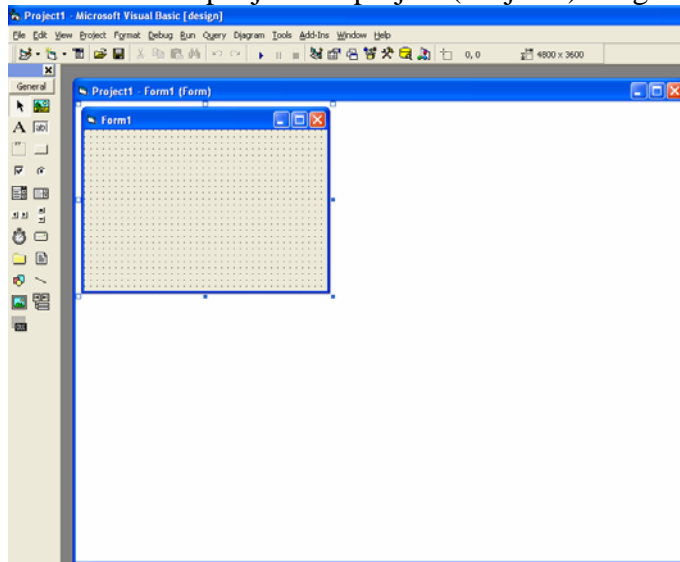 Project1 - Microsoft Visual Basic [design]
File Edit View Project Format Debug Run Query Diagram Tools Add-Ins Window Help
0, 0 4800 x 3600
General
Project1 - Form1 (Form)
Form1
A ab|